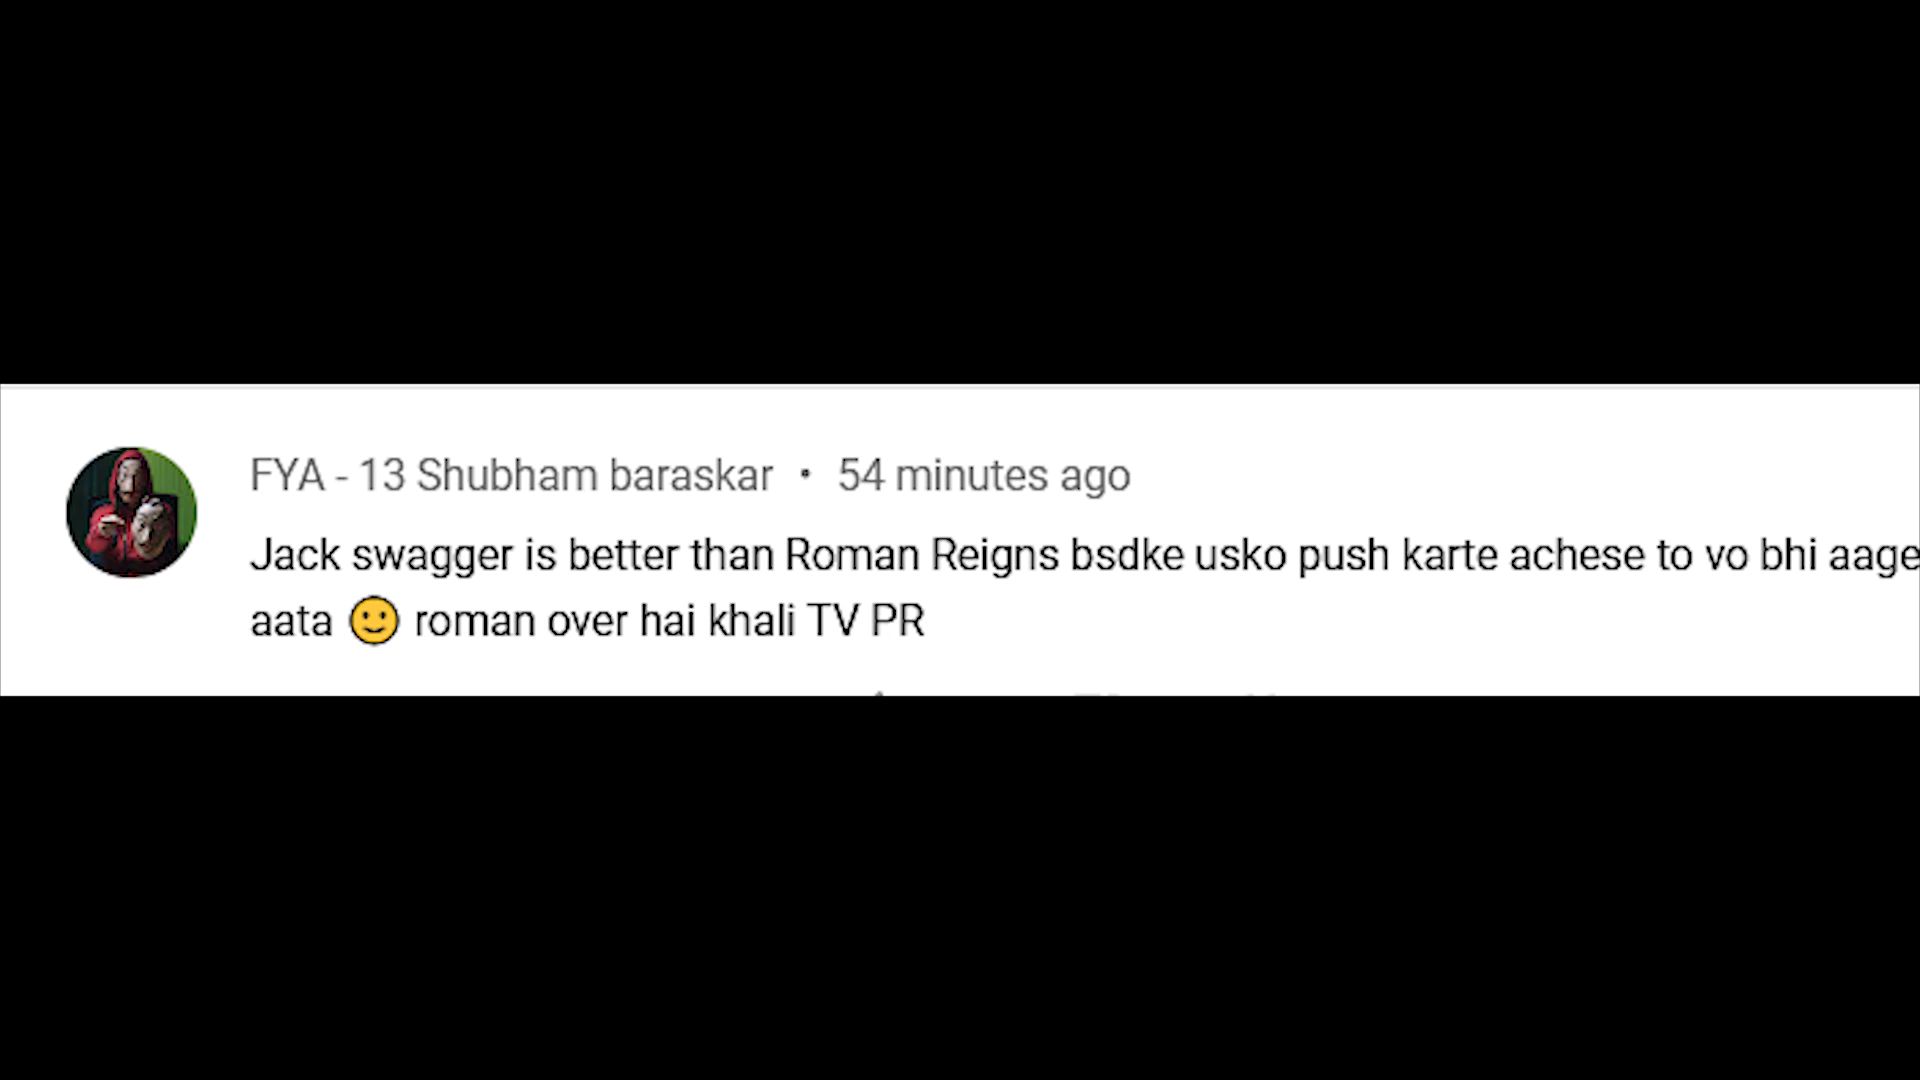 FYA - 13 Shubham baraskar • 54 minutes ago
Jack swagger is better than Roman Reigns bsdke usko push karte achese to vo bhi aage
aata 🙂 roman over hai khali TV PR